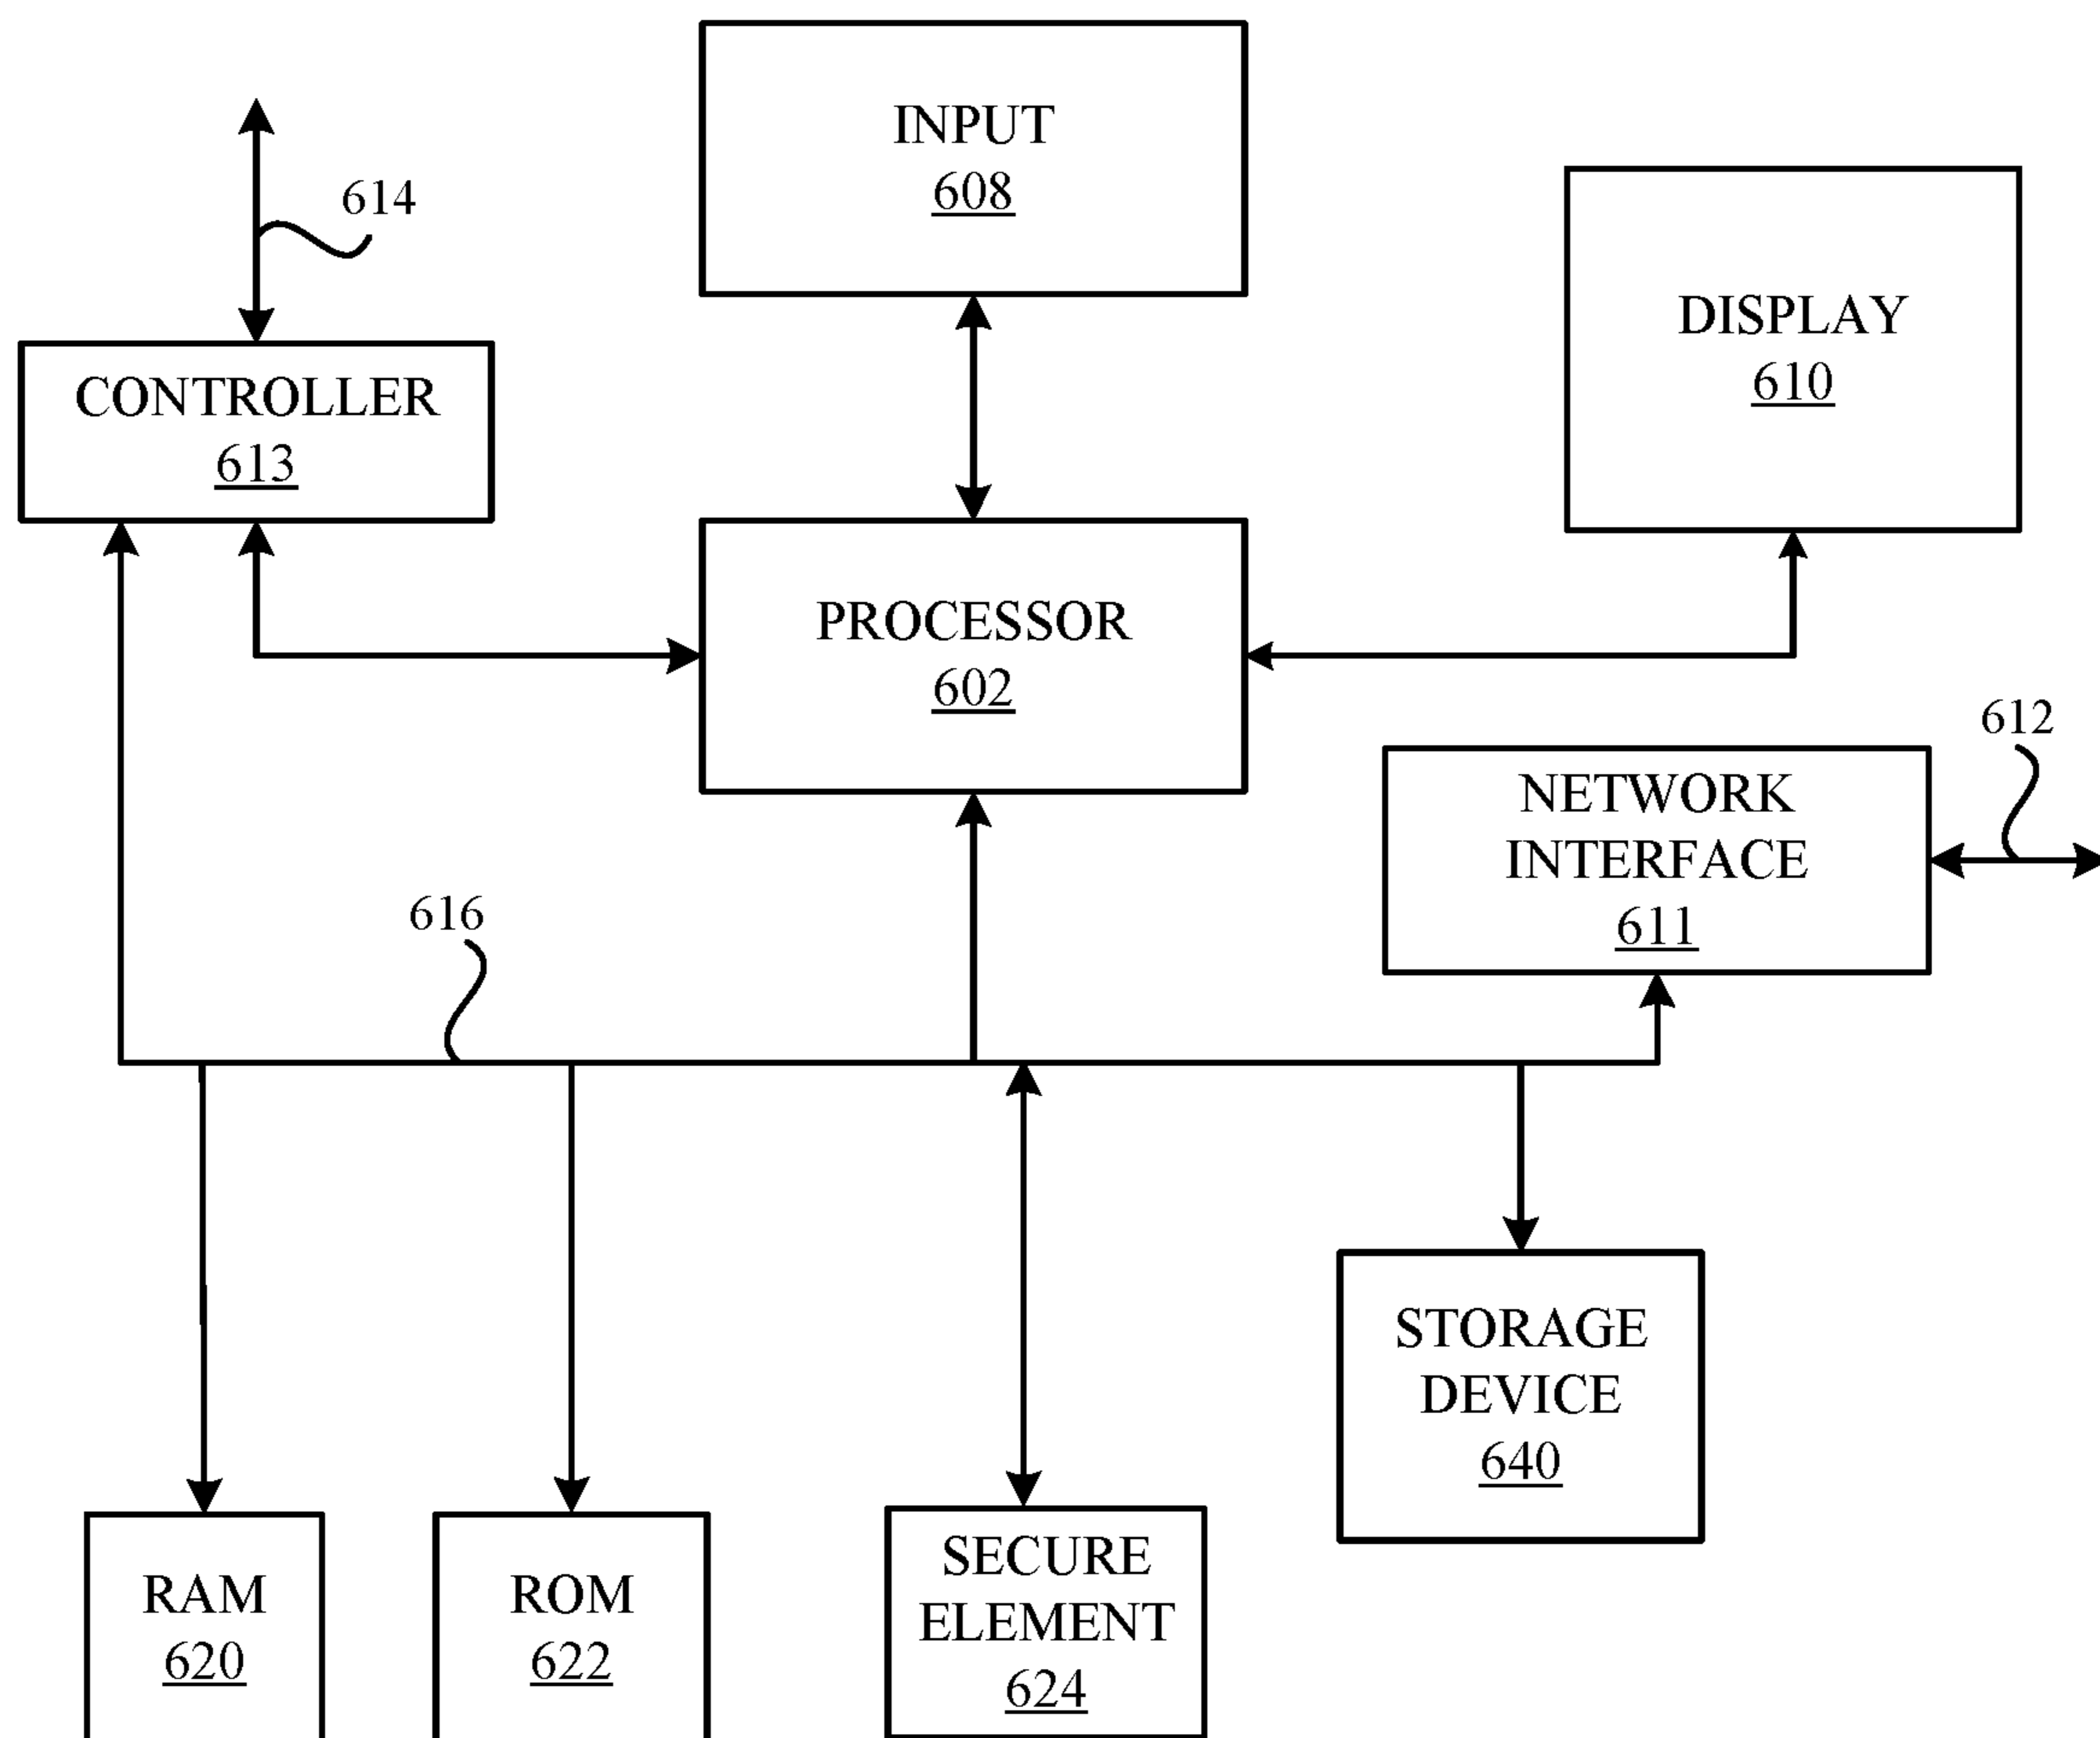 INPUT
608
614
DISPLAY
610
CONTROLLER
613
PROCESSOR
602
612
NETWORK
INTERFACE
611
616
STORAGE
DEVICE
640
RAM
620
ROM
622
SECURE
ELEMENT
624